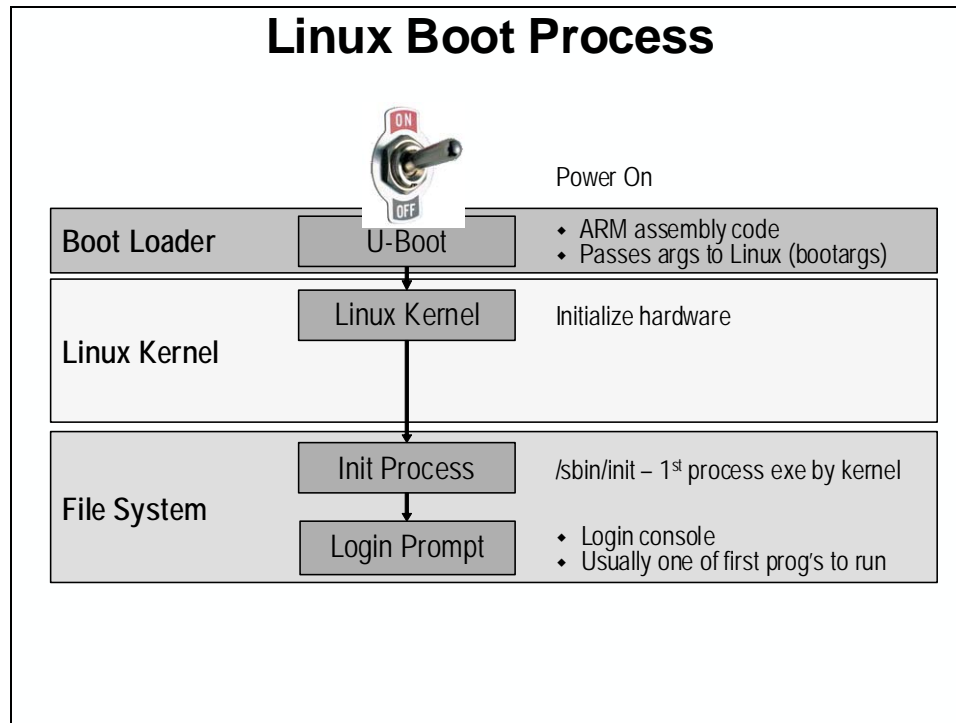 Linux Boot Process
ON
OFF
Power On
Boot Loader
U-Boot
◆ ARM assembly code
◆ Passes args to Linux (bootargs)
Linux Kernel
Linux Kernel
Initialize hardware
File System
Init Process
/sbin/init – 1st process exe by kernel
Login Prompt
◆ Login console
◆ Usually one of first prog's to run